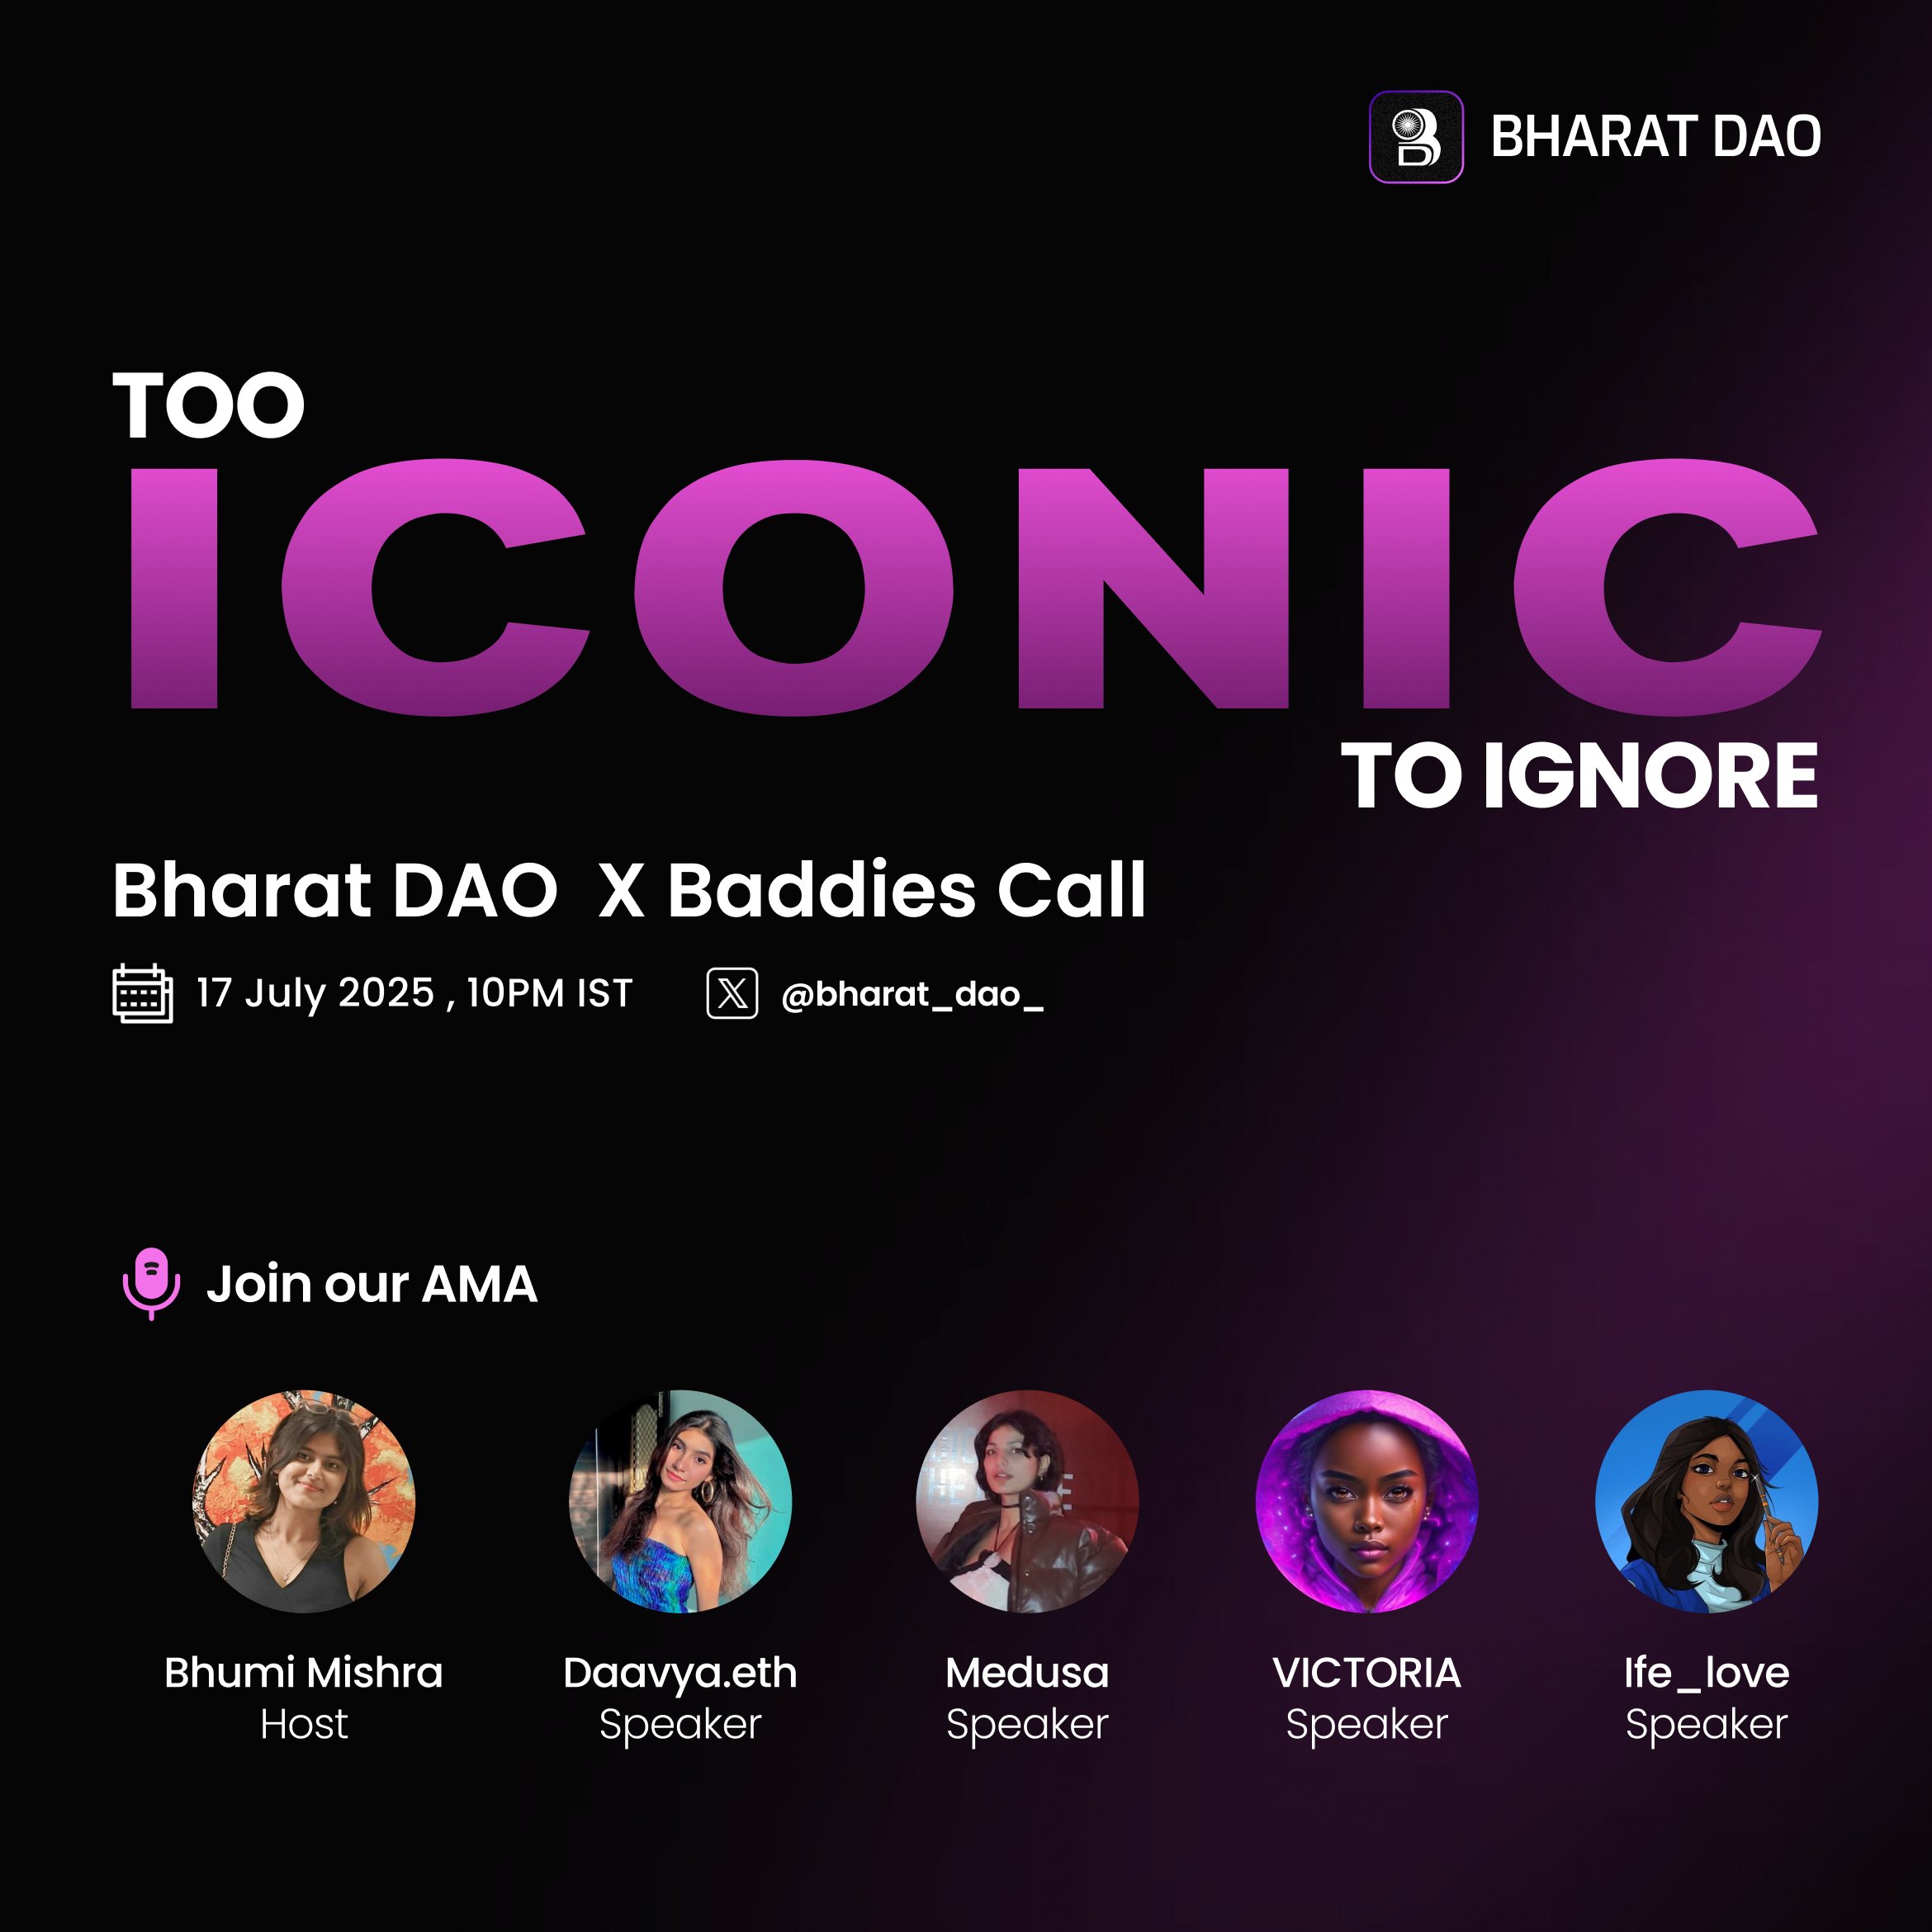 BHARAT DAO
TOO
ICONIC
TO IGNORE
Bharat DAO X Baddies Call
17 July 2025 , 10PM IST
@bharat_dao_
Join our AMA
Bhumi Mishra
Host
Daavya.eth
Speaker
Medusa
Speaker
VICTORIA
Speaker
Ife_love
Speaker